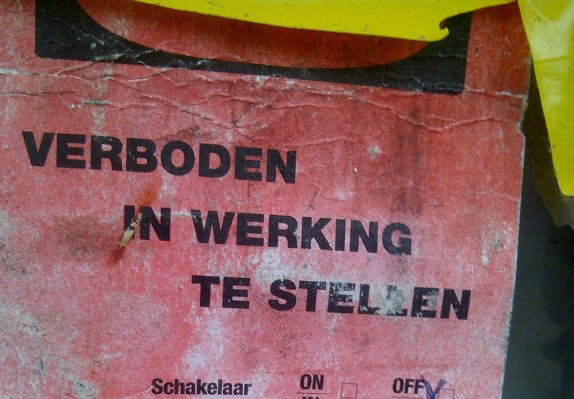 VERBODEN
IN WERKING
TE STELLEN
Schakelaar ON OFF